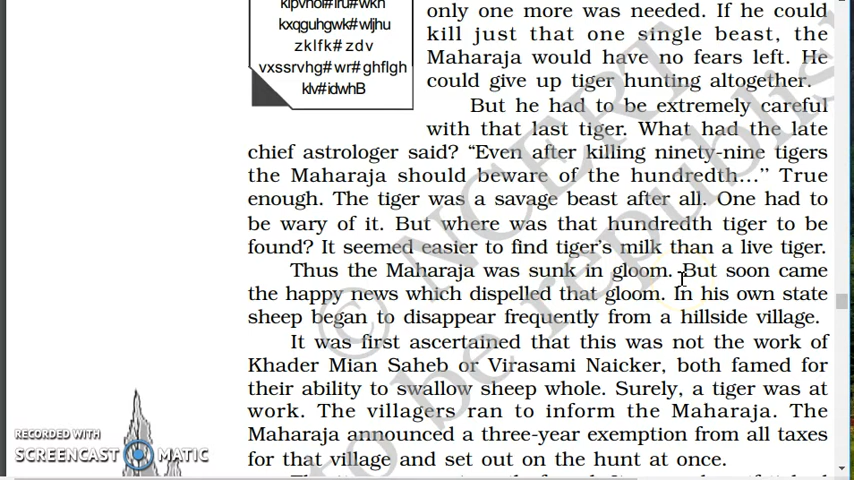 klpvhoi#iru#wkh
kxqguhgwk#wljhu
zklfk# zdv
vxssrvhg# wr# ghflgh
klv#idwhB
only one more was needed. If he could
kill just that one single beast, the
Maharaja would have no fears left. He
could give up tiger hunting altogether.
But he had to be extremely careful
with that last tiger. What had the late
chief astrologer said? “Even after killing ninety-nine tigers
the Maharaja should beware of the hundredth...’’ True
enough. The tiger was a savage beast after all. One had to
be wary of it. But where was that hundredth tiger to be
found? It seemed easier to find tiger’s milk than a live tiger.
Thus the Maharaja was sunk in gloom. But soon came
the happy news which dispelled that gloom. In his own state
sheep began to disappear frequently from a hillside village.
It was first ascertained that this was not the work of
Khader Mian Saheb or Virasami Naicker, both famed for
their ability to swallow sheep whole. Surely, a tiger was at
work. The villagers ran to inform the Maharaja. The
Maharaja announced a three-year exemption from all taxes
for that village and set out on the hunt at once.
© NCERT
to be republis
RECORDED WITH
SCREENCAST MATIC